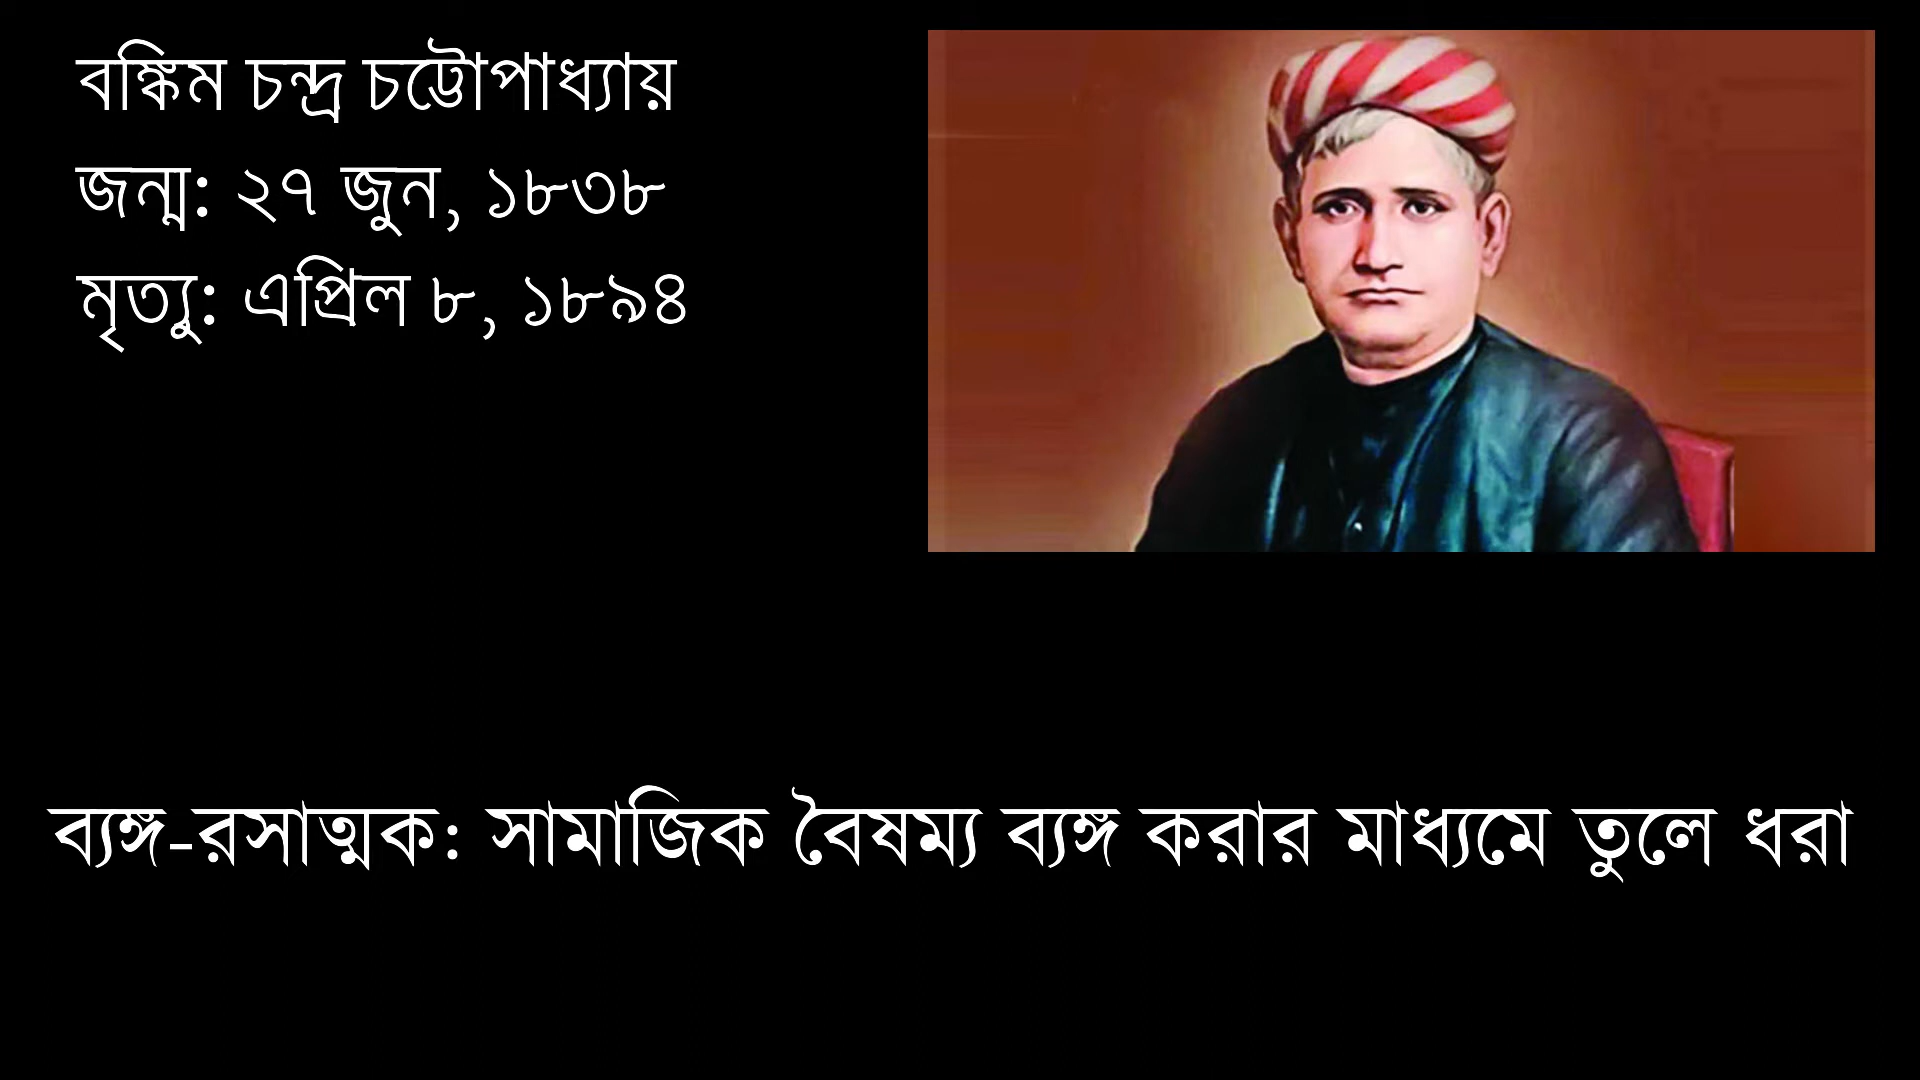 বঙ্কিম চন্দ্র চট্টোপাধ্যায়
জন্ম: ২৭ জুন, ১৮৩৮
মৃত্যু: এপ্রিল ৮, ১৮৯৪
ব্যঙ্গ-রসাত্মক: সামাজিক বৈষম্য ব্যঙ্গ করার মাধ্যমে তুলে ধরা